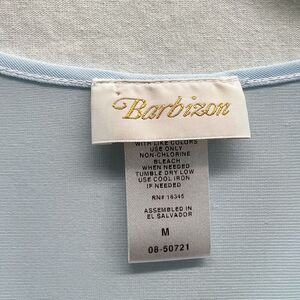 Barbizon
WITH LIKE COLORS
USE ONLY
NON-CHLORINE
BLEACH
WHEN NEEDED
TUMBLE DRY LOW
USE COOL IRON
IF NEEDED
RN# 16345
ASSEMBLED IN
EL SALVADOR
M
08-50721